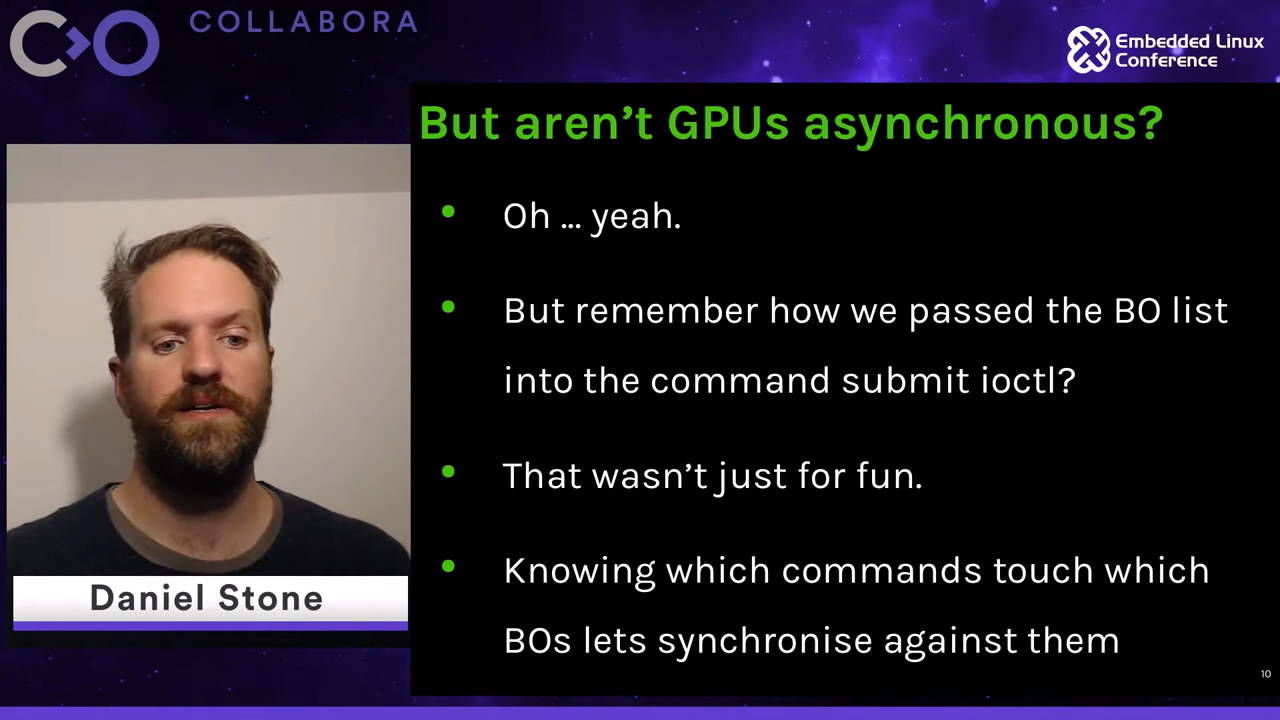 COLLABORA
Embedded Linux
Conference
But aren’t GPUs asynchronous?
Oh ... yeah.
But remember how we passed the BO list
into the command submit ioctl?
That wasn’t just for fun.
Knowing which commands touch which
BOs lets synchronise against them
Daniel Stone
10